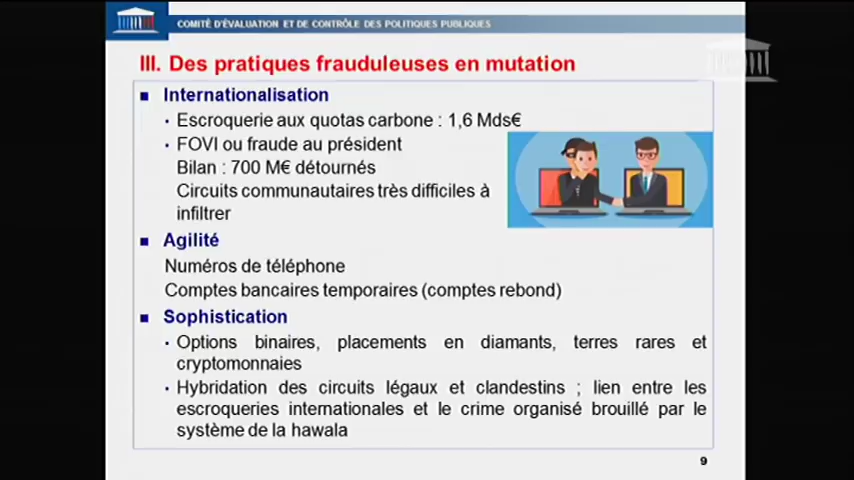 COMITÉ D'ÉVALUATION ET DE CONTRÔLE DES POLITIQUES PUBLIQUES
III. Des pratiques frauduleuses en mutation
■ Internationalisation
• Escroquerie aux quotas carbone : 1,6 Mds€
• FOVI ou fraude au président
Bilan : 700 M€ détournés
Circuits communautaires très difficiles à
infiltrer
■ Agilité
Numéros de téléphone
Comptes bancaires temporaires (comptes rebond)
■ Sophistication
• Options binaires, placements en diamants, terres rares et
cryptomonnaies
• Hybridation des circuits légaux et clandestins ; lien entre les
escroqueries internationales et le crime organisé brouillé par le
système de la hawala
9